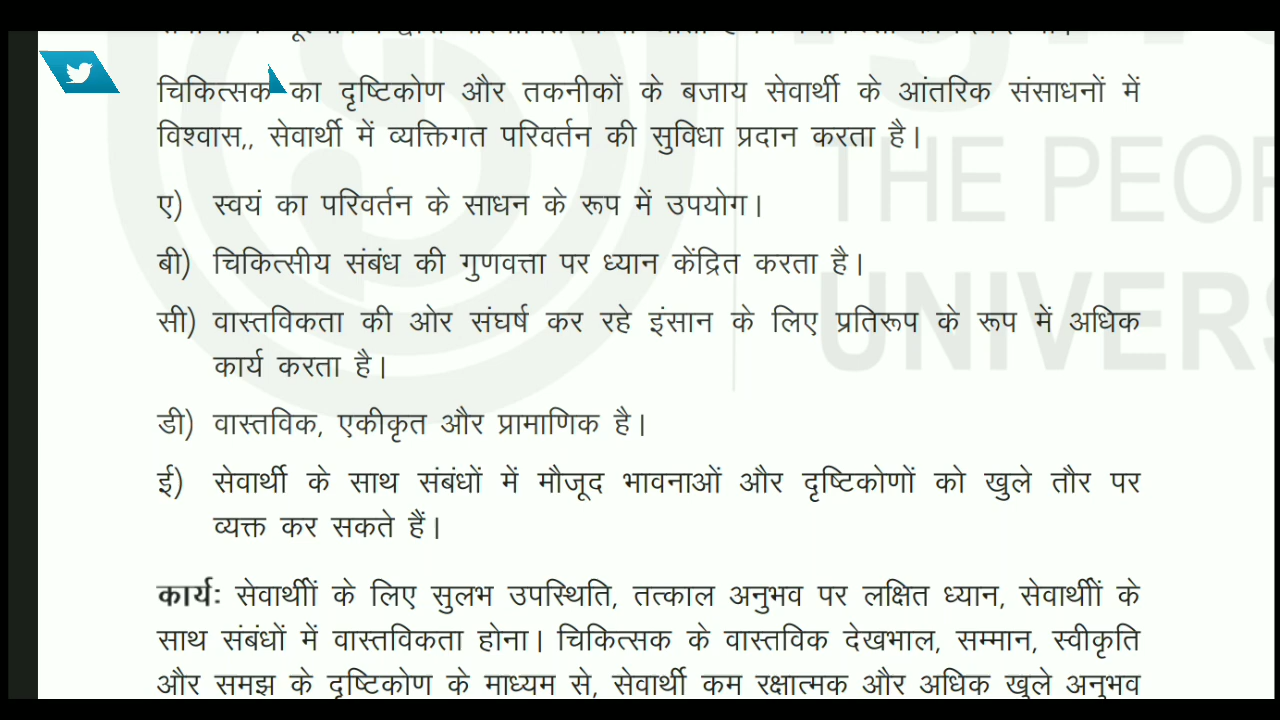 चिकित्सक का दृष्टिकोण और तकनीकों के बजाय सेवार्थी के आंतरिक संसाधनों में
विश्वास,, सेवार्थी में व्यक्तिगत परिवर्तन की सुविधा प्रदान करता है।
THE PEOP
ए) स्वयं का परिवर्तन के साधन के रूप में उपयोग।
बी) चिकित्सीय संबंध की गुणवत्ता पर ध्यान केंद्रित करता है।
UNIVERS
सी) वास्तविकता की ओर संघर्ष कर रहे इंसान के लिए प्रतिरूप के रूप में अधिक
कार्य करता है।
डी) वास्तविक, एकीकृत और प्रामाणिक है।
ई) सेवार्थी के साथ संबंधों में मौजूद भावनाओं और दृष्टिकोणों को खुले तौर पर
व्यक्त कर सकते हैं।
कार्य: सेवार्थीों के लिए सुलभ उपस्थिति, तत्काल अनुभव पर लक्षित ध्यान, सेवार्थीों के
साथ संबंधों में वास्तविकता होना। चिकित्सक के वास्तविक देखभाल, सम्मान, स्वीकृति
और समझ के दृष्टिकोण के माध्यम से, सेवार्थी कम रक्षात्मक और अधिक खुले अनुभव